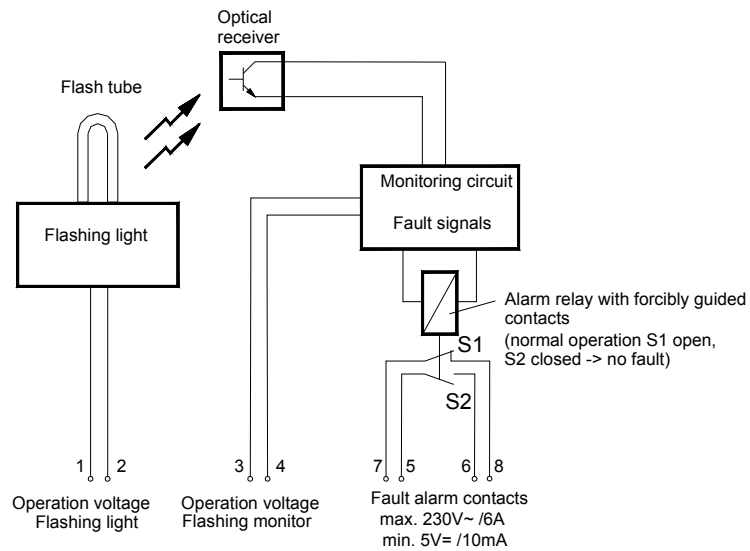 Optical
receiver
Flash tube
Monitoring circuit
Fault signals
Flashing light
Alarm relay with forcibly guided
contacts
(normal operation S1 open,
S2 closed -> no fault)
S1
S2
1 2
3 4
7 5
6 8
Operation voltage
Flashing light
Operation voltage
Flashing monitor
Fault alarm contacts
max. 230V~ /6A
min. 5V= /10mA